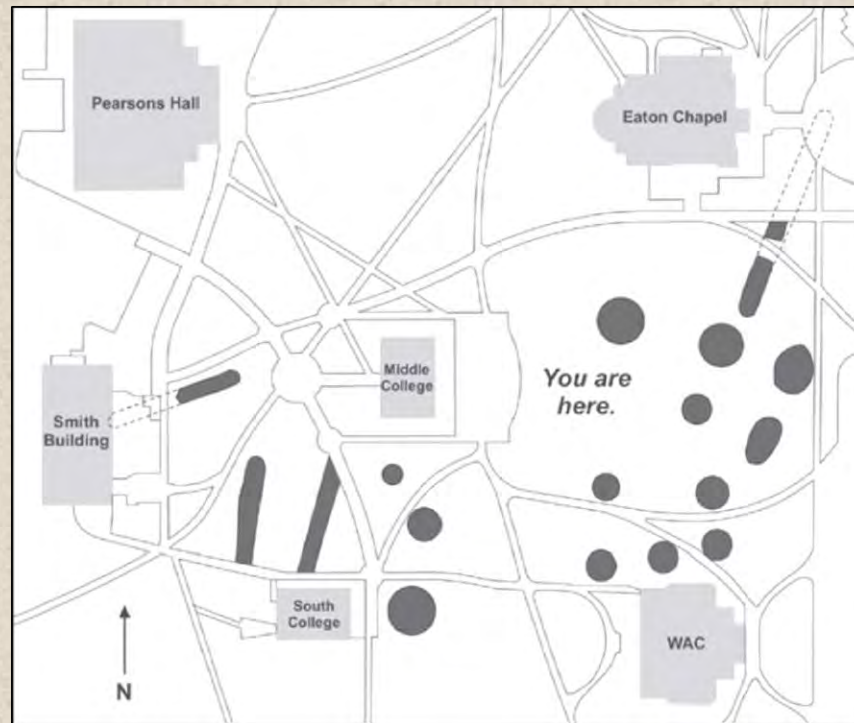 Pearsons Hall
Eaton Chapel
Middle
College
You are
here.
Smith
Building
South
College
WAC
N